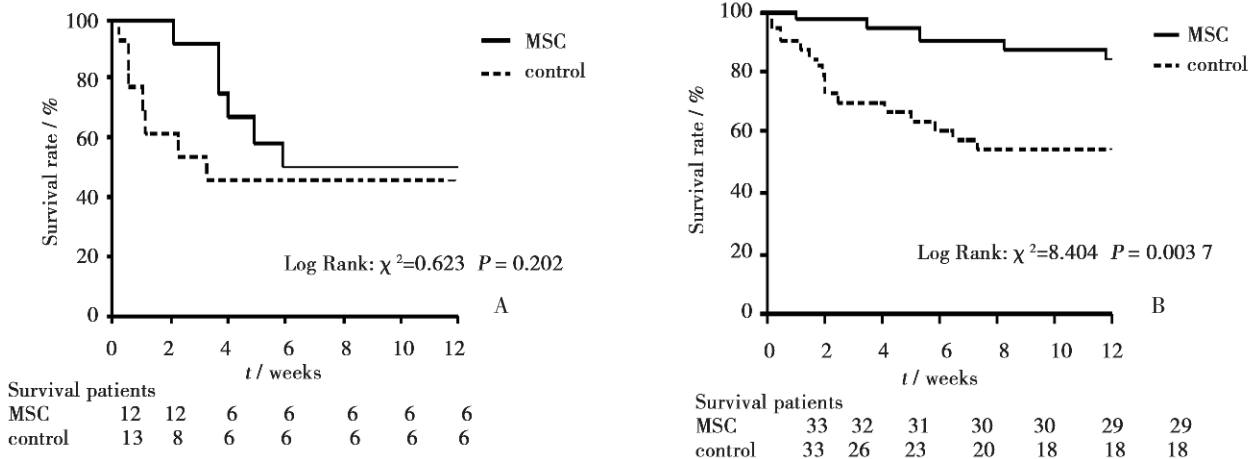 100
80
60
40
20
0
Survival rate / %
MSC
control
Log Rank: χ²=0.623 P = 0.202
A
0 2 4 6 8 10 12
t / weeks
Survival patients
MSC 12 12 6 6 6 6 6
control 13 8 6 6 6 6 6
100
80
60
40
20
0
Survival rate / %
MSC
control
Log Rank: χ²=8.404 P = 0.003 7
B
0 2 4 6 8 10 12
t / weeks
Survival patients
MSC 33 32 31 30 30 29 29
control 33 26 23 20 18 18 18